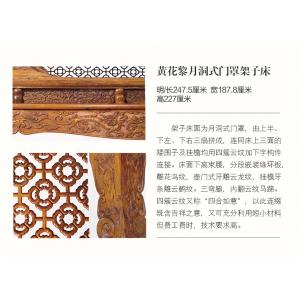 黄花黎月洞式门罩架子床
明/长247.5厘米 宽187.8厘米
高227厘米
架子床面为月洞式门罩，由上半、
下左、下右三扇拼成，连同床上三面的
矮围子及挂檐均用四簇云纹加下字构件
连接。床面下高束腰，分段嵌装绦环板，
雕花鸟纹，壶门式牙雕云龙纹，挂檐牙
条雕云鹤纹。三弯腿，内翻云纹马蹄。
四簇云纹又称“四合如意”，以此连缀
既含吉祥之意，又可充分利用短小材料
但费工费时，技术要求高。